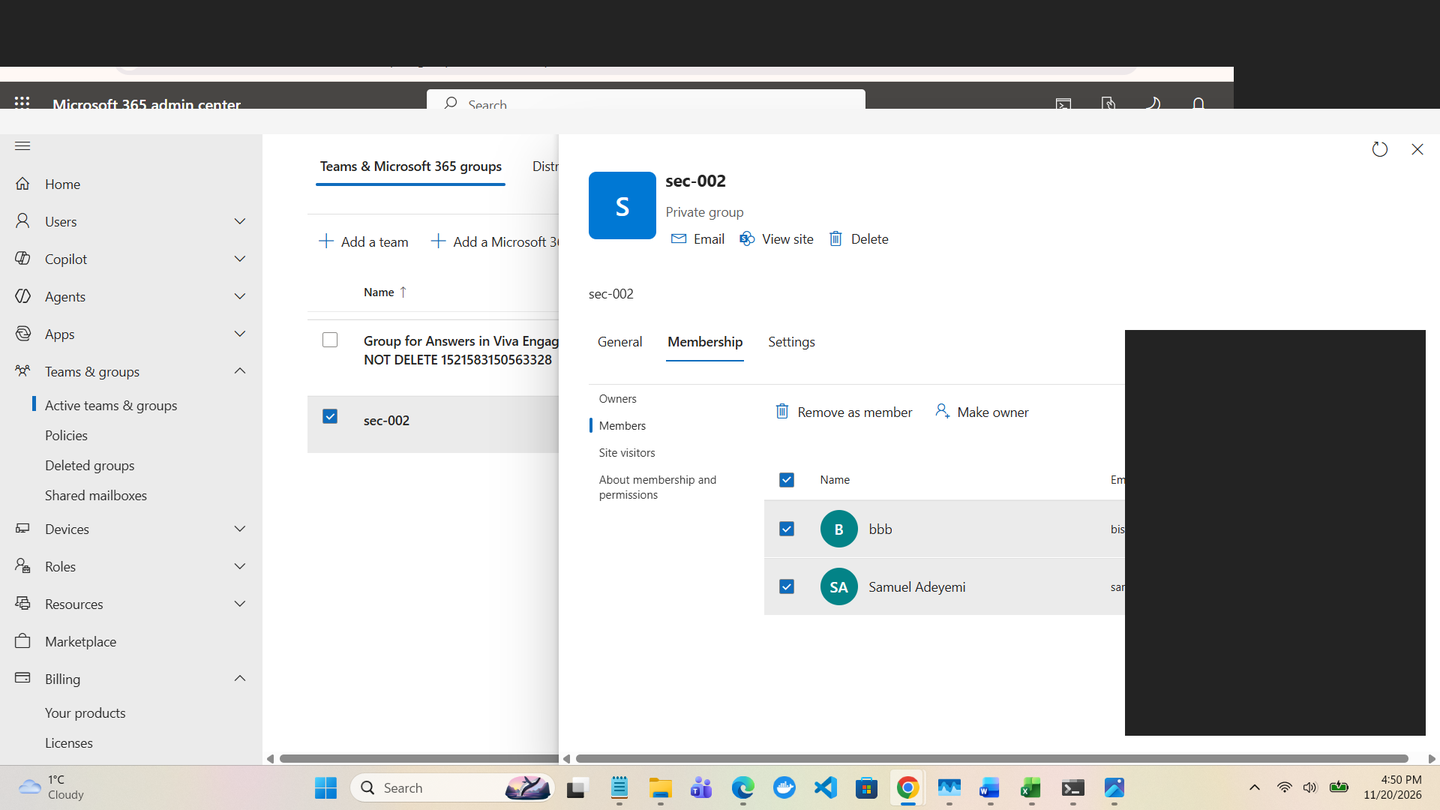 Microsoft 365 admin center
Search
Home
Users
Copilot
Agents
Apps
Teams & groups
Active teams & groups
Policies
Deleted groups
Shared mailboxes
Devices
Roles
Resources
Marketplace
Billing
Your products
Licenses
Teams & Microsoft 365 groups
Add a team
Add a Microsoft
Name ↑
Group for Answers in Viva
NOT DELETE 1521583150563328
sec-002
S
sec-002
Private group
Email View site Delete
sec-002
General Membership Settings
Owners
Members
Site visitors
About membership and
permissions
Remove as member Make owner
Name
B bbb
SA Samuel Adeyemi
1°C
Cloudy
Search
4:50 PM
11/20/2026